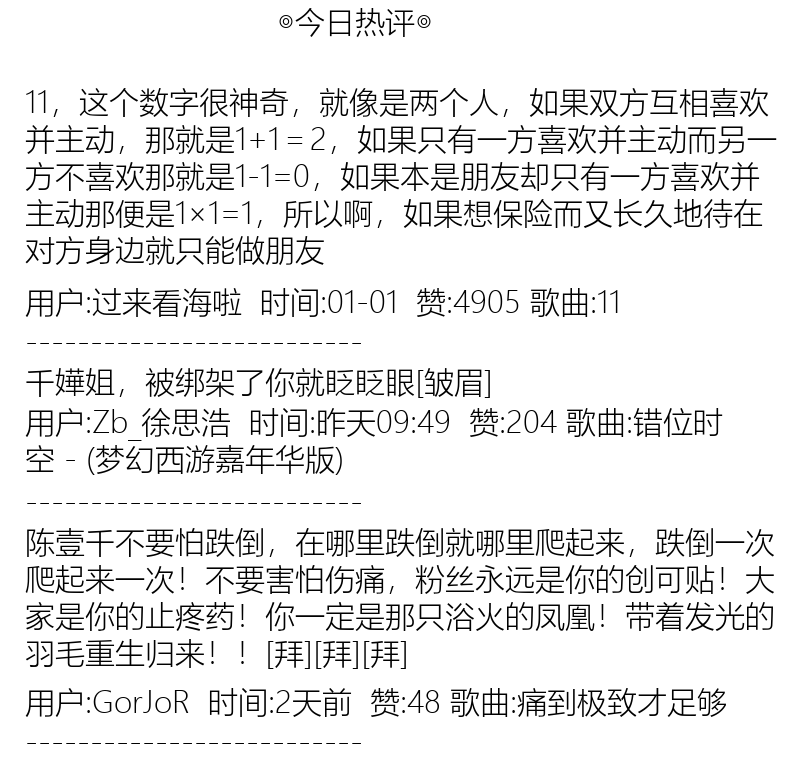 ◎今日热评◎
11，这个数字很神奇，就像是两个人，如果双方互相喜欢
并主动，那就是1+1＝2，如果只有一方喜欢并主动而另一
方不喜欢那就是1-1=0，如果本是朋友却只有一方喜欢并
主动那便是1×1=1，所以啊，如果想保险而又长久地待在
对方身边就只能做朋友
用户:过来看海啦  时间:01-01  赞:4905 歌曲:11
--------------------------
千嬅姐，被绑架了你就眨眨眼[皱眉]
用户:Zb_徐思浩  时间:昨天09:49  赞:204 歌曲:错位时
空 - (梦幻西游嘉年华版)
--------------------------
陈壹千不要怕跌倒，在哪里跌倒就哪里爬起来，跌倒一次
爬起来一次！不要害怕伤痛，粉丝永远是你的创可贴！大
家是你的止疼药！你一定是那只浴火的凤凰！带着发光的
羽毛重生归来！！[拜][拜][拜]
用户:GorJoR  时间:2天前  赞:48 歌曲:痛到极致才足够
--------------------------